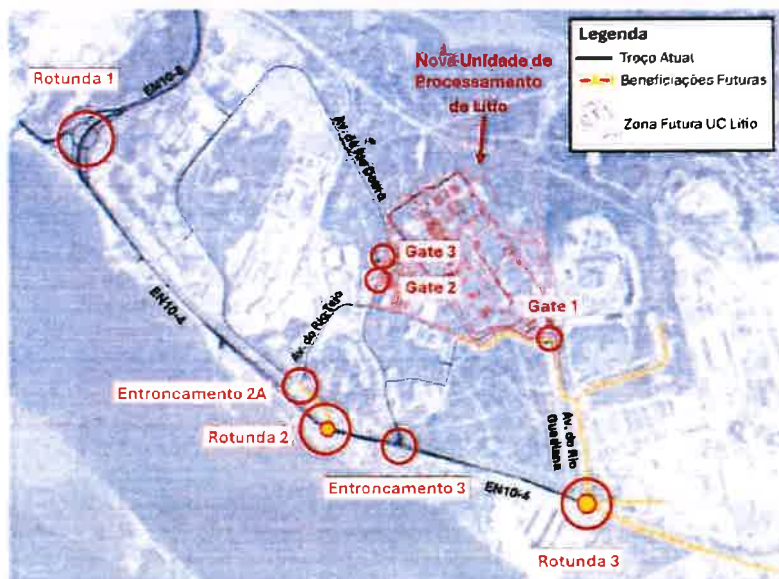 Legenda
Troço Atual
Beneficiações Futuras
Zona Futura UC Lítio
Nova Unidade de
Processamento
de Lítio
Rotunda 1
EN10-8
Gate 3
Gate 2
Gate 1
Av. do Rio Tejo
EN10-4
Entroncamento 2A
Rotunda 2
Entroncamento 3
EN10-4
Av. do Rio
Guadiana
Rotunda 3